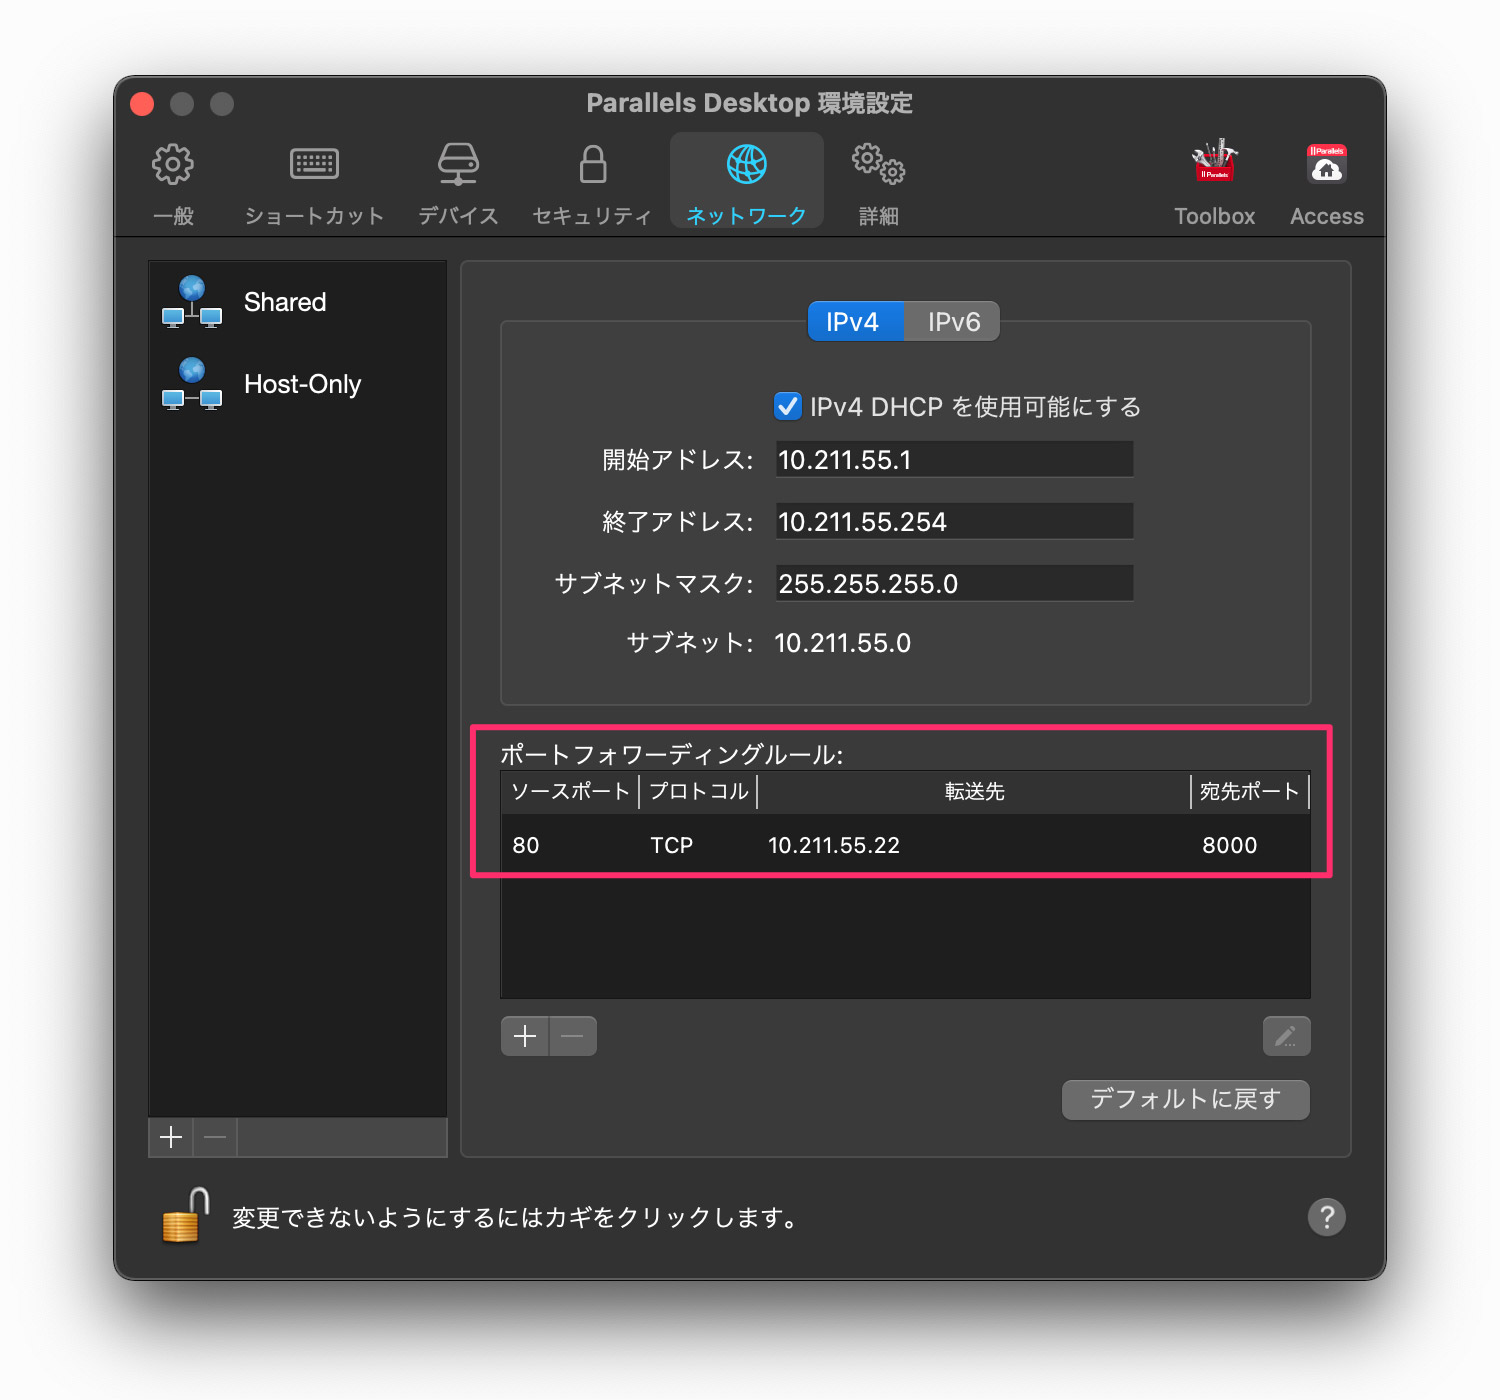 Parallels Desktop 環境設定
一般
ショートカット
デバイス
セキュリティ
ネットワーク
詳細
Parallels
Toolbox
Parallels
Access
Shared
Host-Only
IPv4
IPv6
IPv4 DHCP を使用可能にする
開始アドレス: 10.211.55.1
終了アドレス: 10.211.55.254
サブネットマスク: 255.255.255.0
サブネット: 10.211.55.0
ポートフォワーディングルール:
ソースポート プロトコル 転送先 宛先ポート
80 TCP 10.211.55.22 8000
デフォルトに戻す
変更できないようにするにはカギをクリックします。
?